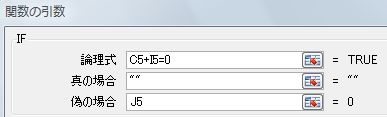 関数の引数
IF
論理式 C5+I5=0 = TRUE
真の場合 "" = ""
偽の場合 J5 = 0